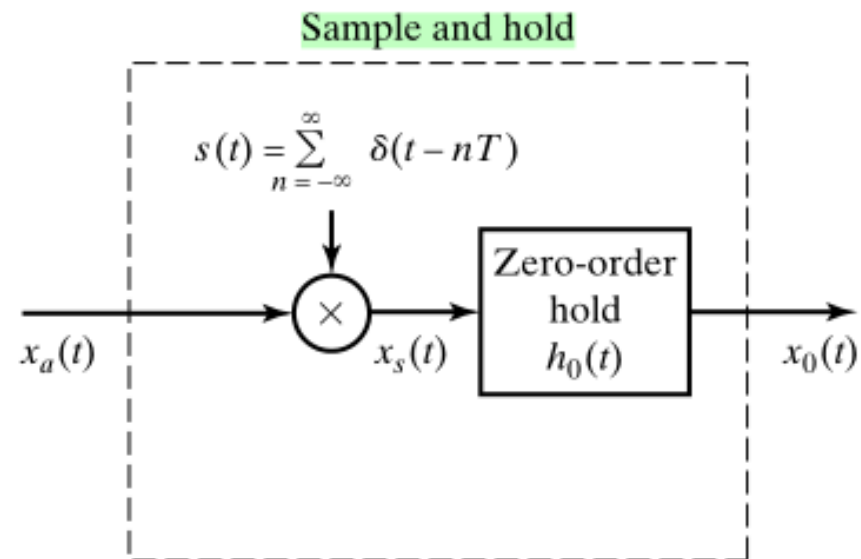 Sample and hold
∞
s(t) = Σ δ(t – nT)
n = –∞
Zero-order
hold
h₀(t)
xₐ(t)
xₛ(t)
x₀(t)
×